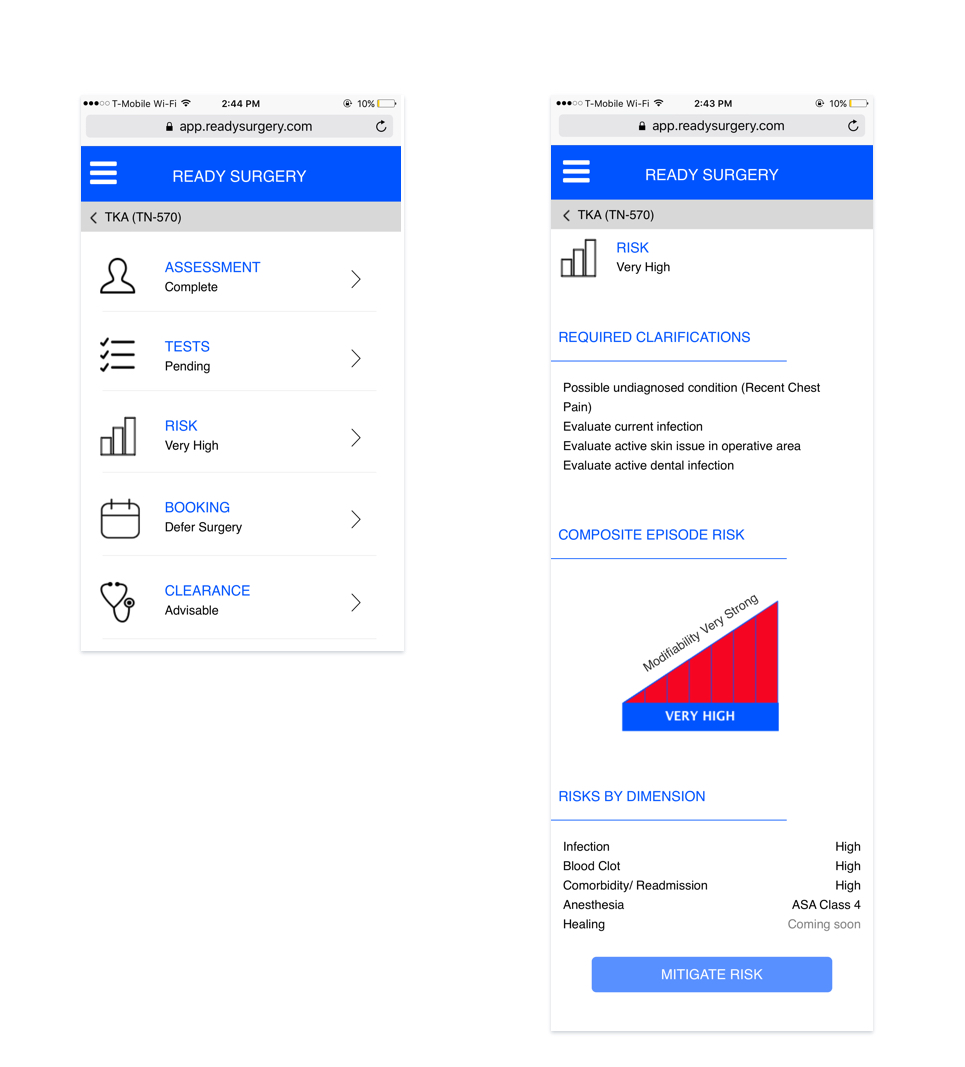 T-Mobile Wi-Fi 2:44 PM 10%
app.readysurgery.com
READY SURGERY
TKA (TN-570)
ASSESSMENT
Complete
TESTS
Pending
RISK
Very High
BOOKING
Defer Surgery
CLEARANCE
Advisable
T-Mobile Wi-Fi 2:43 PM 10%
app.readysurgery.com
READY SURGERY
TKA (TN-570)
RISK
Very High
REQUIRED CLARIFICATIONS
Possible undiagnosed condition (Recent Chest
Pain)
Evaluate current infection
Evaluate active skin issue in operative area
Evaluate active dental infection
COMPOSITE EPISODE RISK
Modifiability Very Strong
VERY HIGH
RISKS BY DIMENSION
Infection High
Blood Clot High
Comorbidity/ Readmission High
Anesthesia ASA Class 4
Healing Coming soon
MITIGATE RISK